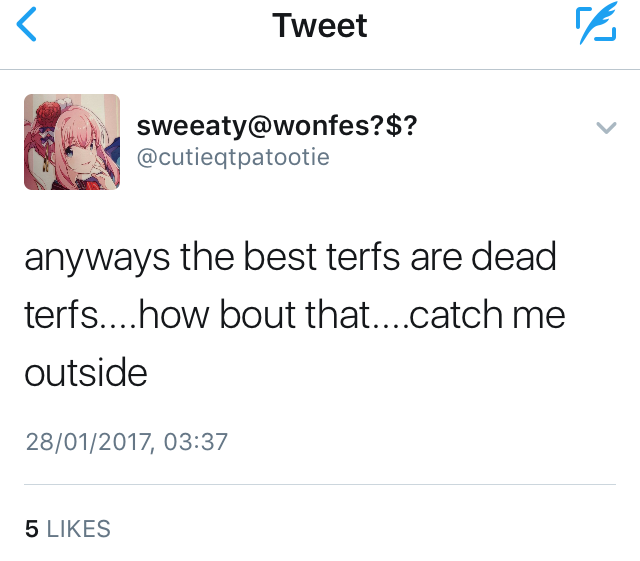 Tweet
sweeaty@wonfes?$?
@cutieqtpatootie
anyways the best terfs are dead
terfs....how bout that....catch me
outside
28/01/2017, 03:37
5 LIKES